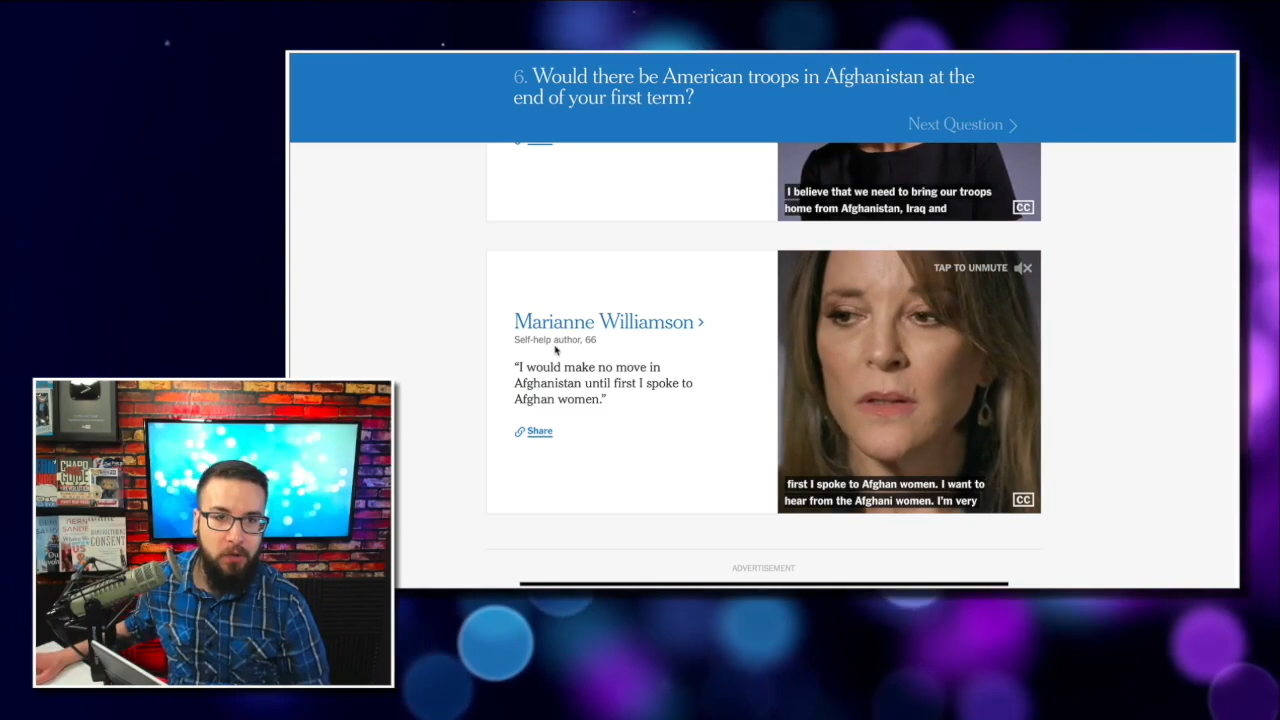 6. Would there be American troops in Afghanistan at the
end of your first term?
Next Question
I believe that we need to bring our troops
home from Afghanistan, Iraq and
CC
TAP TO UNMUTE
Marianne Williamson
Self-help author, 66
“I would make no move in
Afghanistan until first I spoke to
Afghan women.”
Share
first I spoke to Afghan women. I want to
hear from the Afghani women. I'm very
CC
ADVERTISEMENT
CHAPO
GUIDE
CONSENT